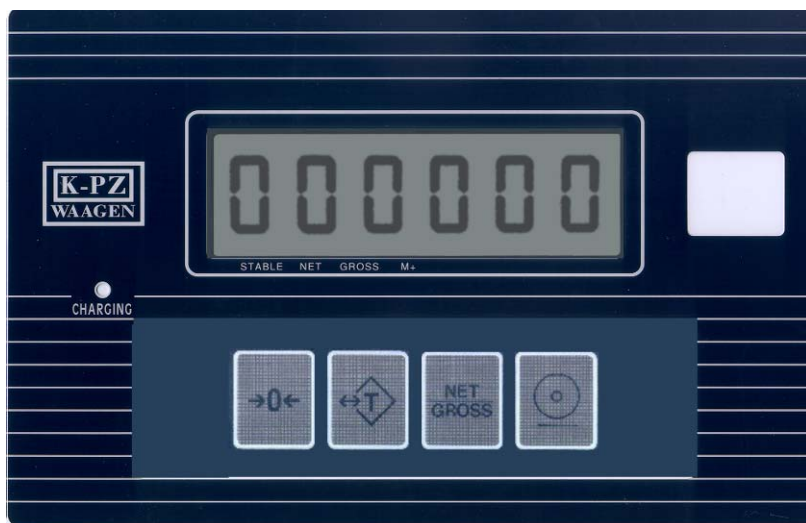 000000
K-PZ
WAAGEN
STABLE NET GROSS M+
CHARGING
→0← ↔T NET
GROSS